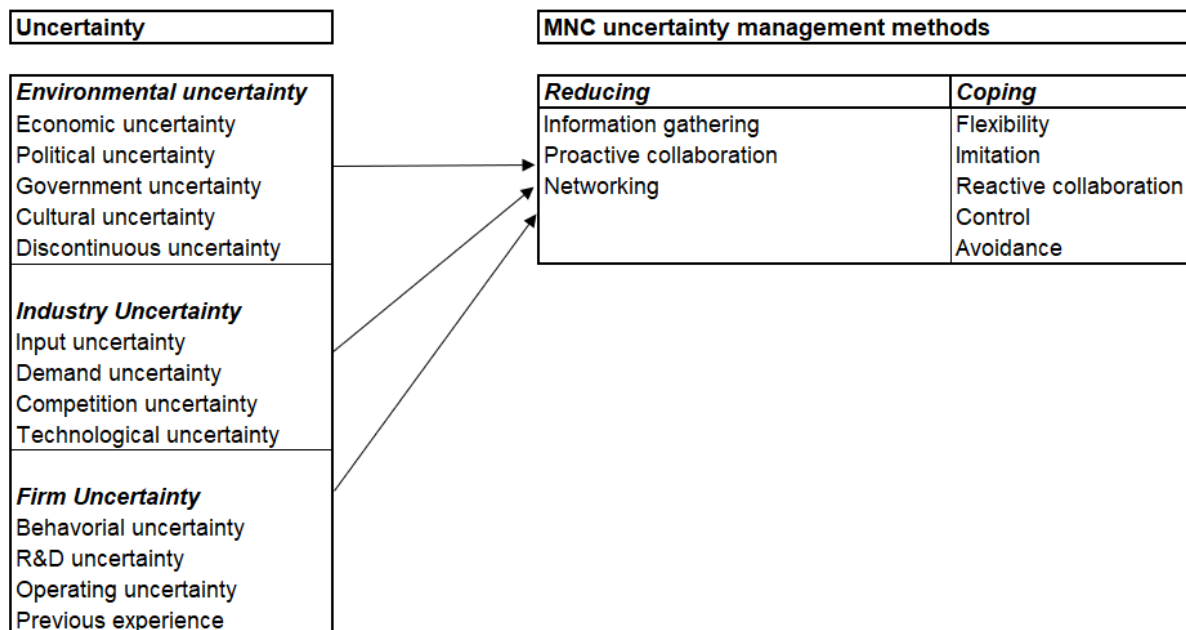 Uncertainty
MNC uncertainty management methods
Environmental uncertainty
Economic uncertainty
Political uncertainty
Government uncertainty
Cultural uncertainty
Discontinuous uncertainty
Industry Uncertainty
Input uncertainty
Demand uncertainty
Competition uncertainty
Technological uncertainty
Firm Uncertainty
Behavorial uncertainty
R&D uncertainty
Operating uncertainty
Previous experience
Reducing
Information gathering
Proactive collaboration
Networking
Coping
Flexibility
Imitation
Reactive collaboration
Control
Avoidance